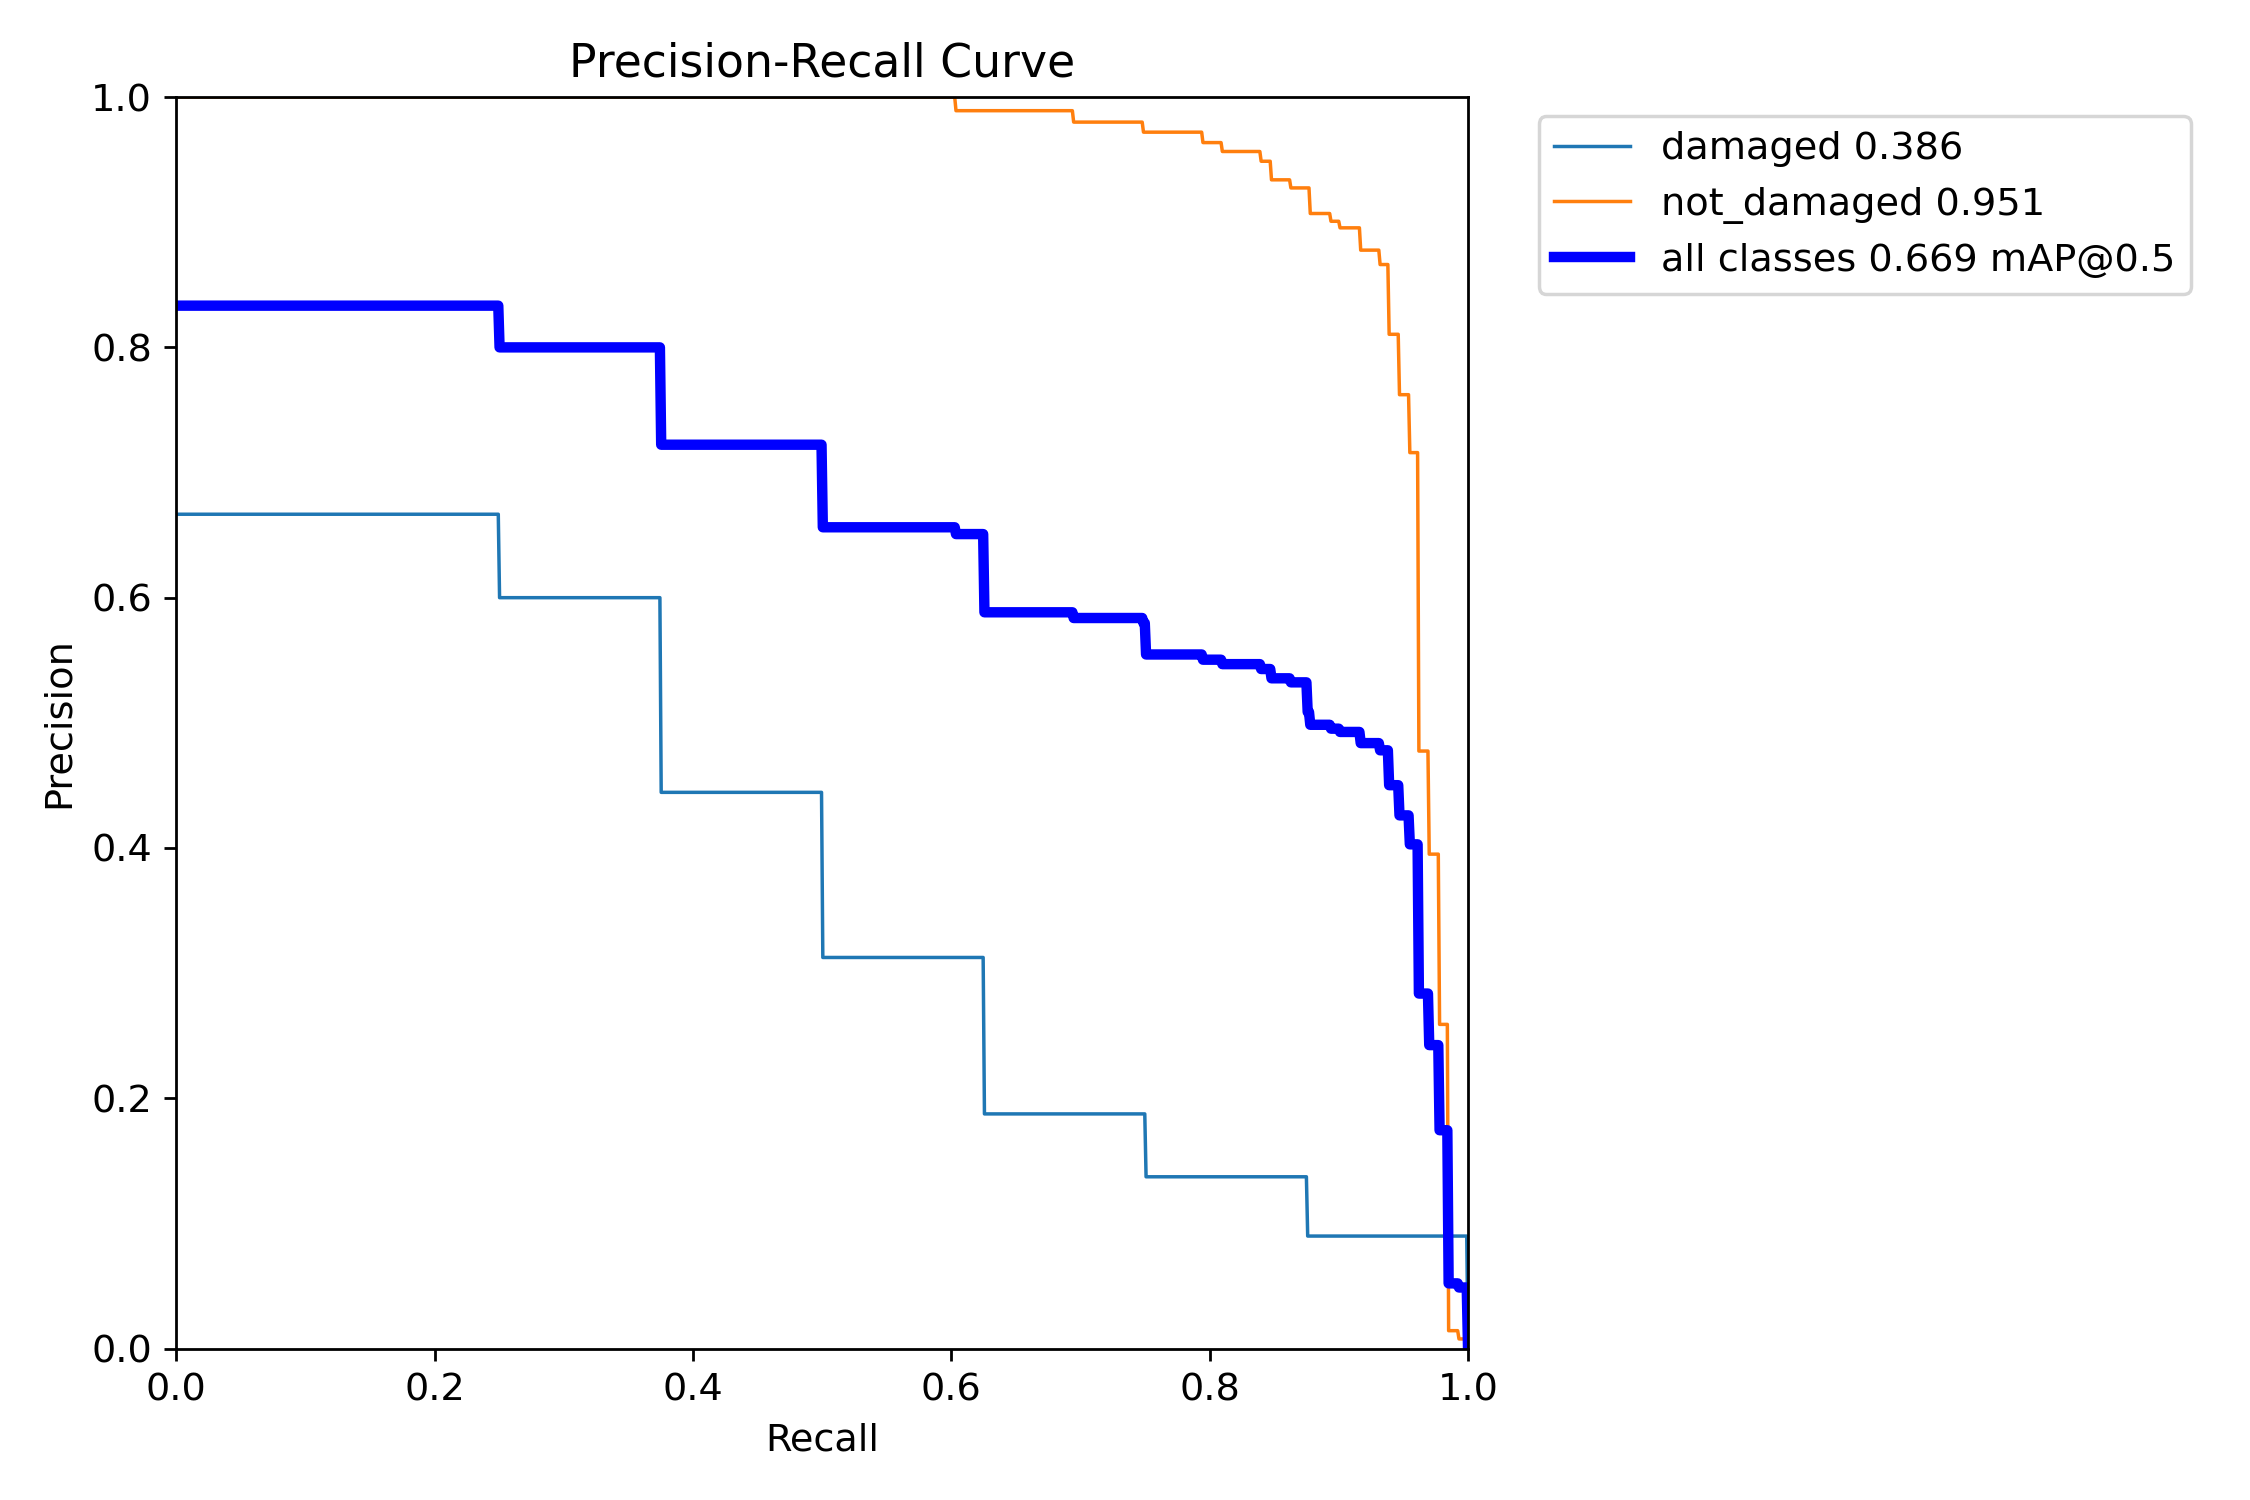 Precision-Recall Curve
1.0
0.8
0.6
0.4
0.2
0.0
Precision
0.0 0.2 0.4 0.6 0.8 1.0
Recall
damaged 0.386
not_damaged 0.951
all classes 0.669 mAP@0.5